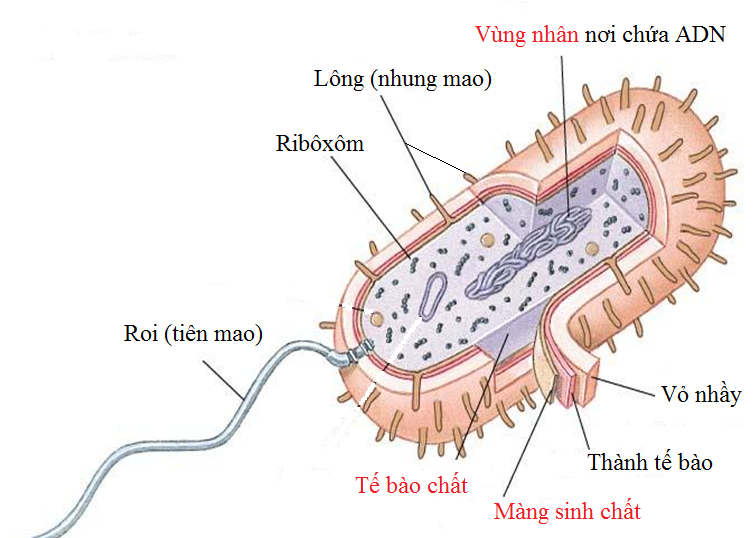 Vùng nhân nơi chứa ADN
Lông (nhung mao)
Ribôxôm
Roi (tiên mao)
Vỏ nhầy
Thành tế bào
Tế bào chất
Màng sinh chất